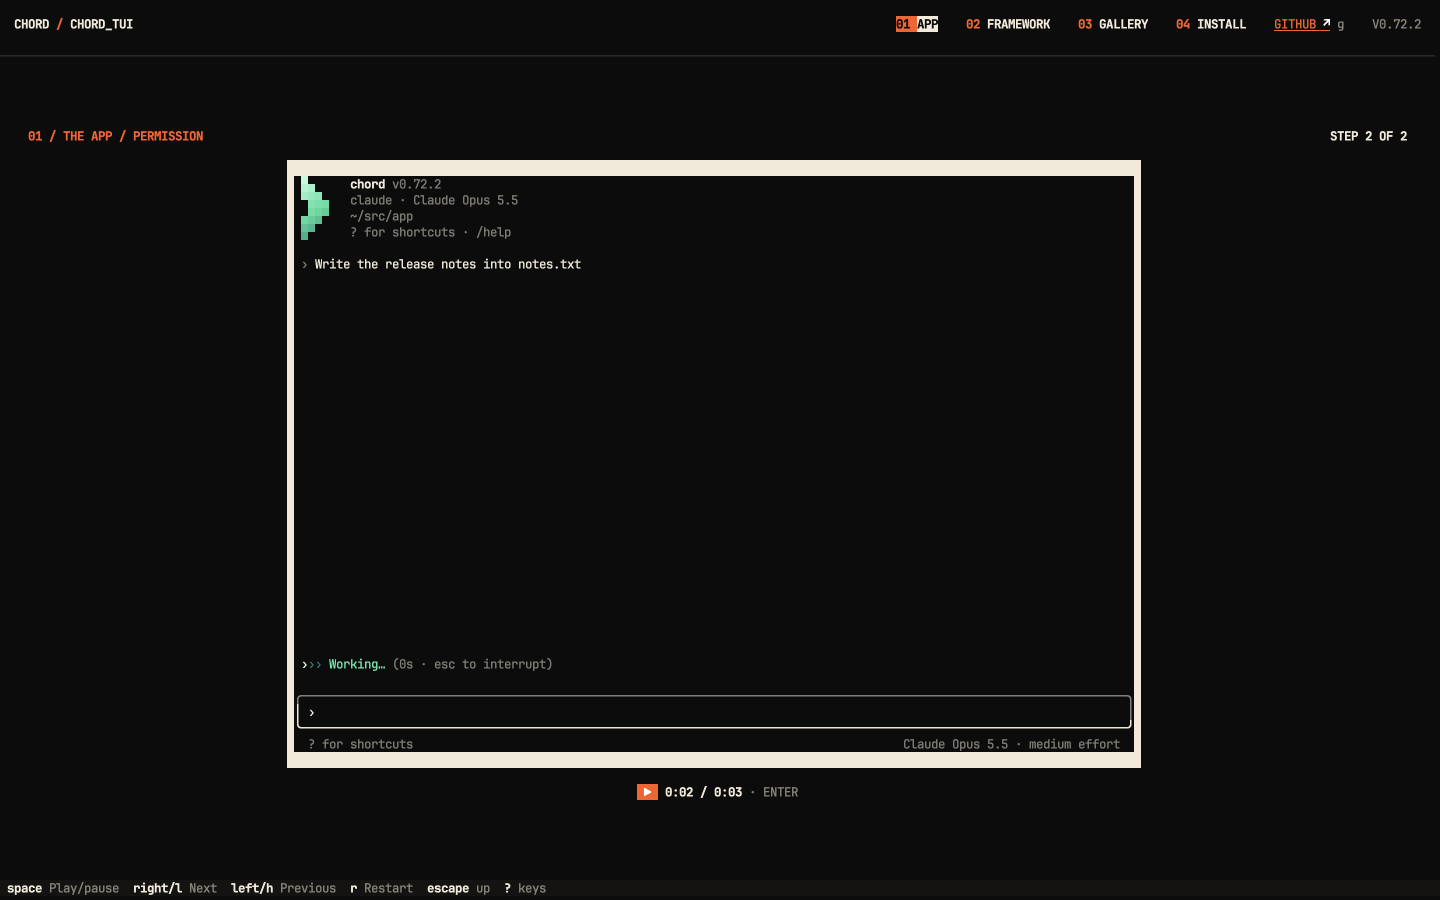 CHORD / CHORD_TUI
01 APP 02 FRAMEWORK 03 GALLERY 04 INSTALL GITHUB ↗ g V0.72.2
01 / THE APP / PERMISSION
STEP 2 OF 2
chord v0.72.2
claude · Claude Opus 5.5
~/src/app
? for shortcuts · /help
› Write the release notes into notes.txt
››› Working… (0s · esc to interrupt)
›
? for shortcuts
Claude Opus 5.5 · medium effort
0:02 / 0:03 · ENTER
space Play/pause right/l Next left/h Previous r Restart escape up ? keys